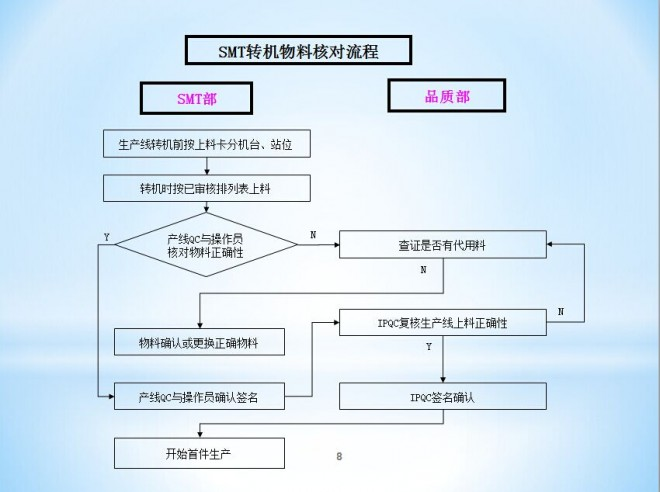 SMT转机物料核对流程
SMT部
品质部
生产线转机前按上料卡分机台、站位
转机时按已审核排列表上料
产线QC与操作员
核对物料正确性
Y
N
查证是否有代用料
N
IPQC复核生产线上料正确性
N
物料确认或更换正确物料
Y
产线QC与操作员确认签名
IPQC签名确认
开始首件生产
8